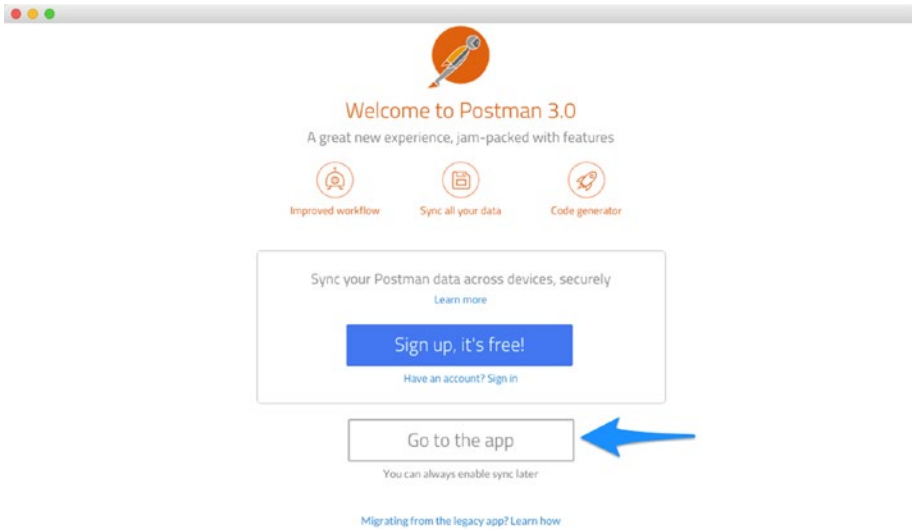 Welcome to Postman 3.0
A great new experience, jam-packed with features
Improved workflow
Sync all your data
Code generator
Sync your Postman data across devices, securely
Learn more
Sign up, it's free!
Have an account? Sign in
Go to the app
You can always enable sync later
Migrating from the legacy app? Learn how